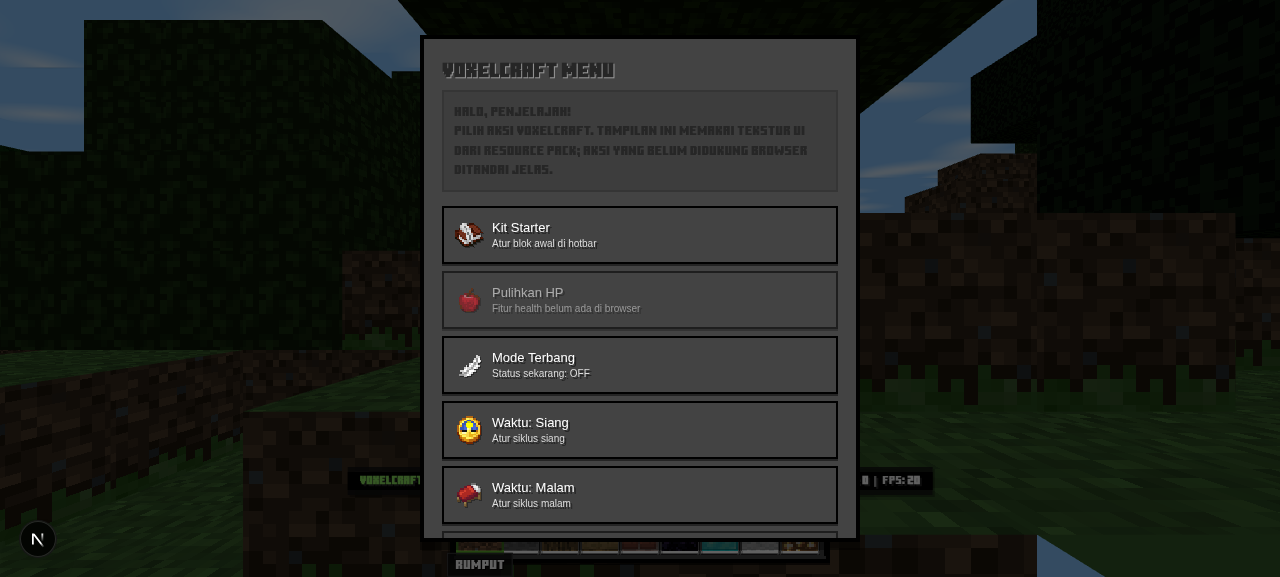 VOXELCRAFT MENU
HALO, PENJELAJAH!
PILIH AKSI VOXELCRAFT. TAMPILAN INI MEMAKAI TEKSTUR UI
DARI RESOURCE PACK; AKSI YANG BELUM DIDUKUNG BROWSER
DITANDAI JELAS.
Kit Starter
Atur blok awal di hotbar
Pulihkan HP
Fitur health belum ada di browser
Mode Terbang
Status sekarang: OFF
Waktu: Siang
Atur siklus siang
VOXELCRAFT
| FPS: 20
Waktu: Malam
Atur siklus malam
N
RUMPUT